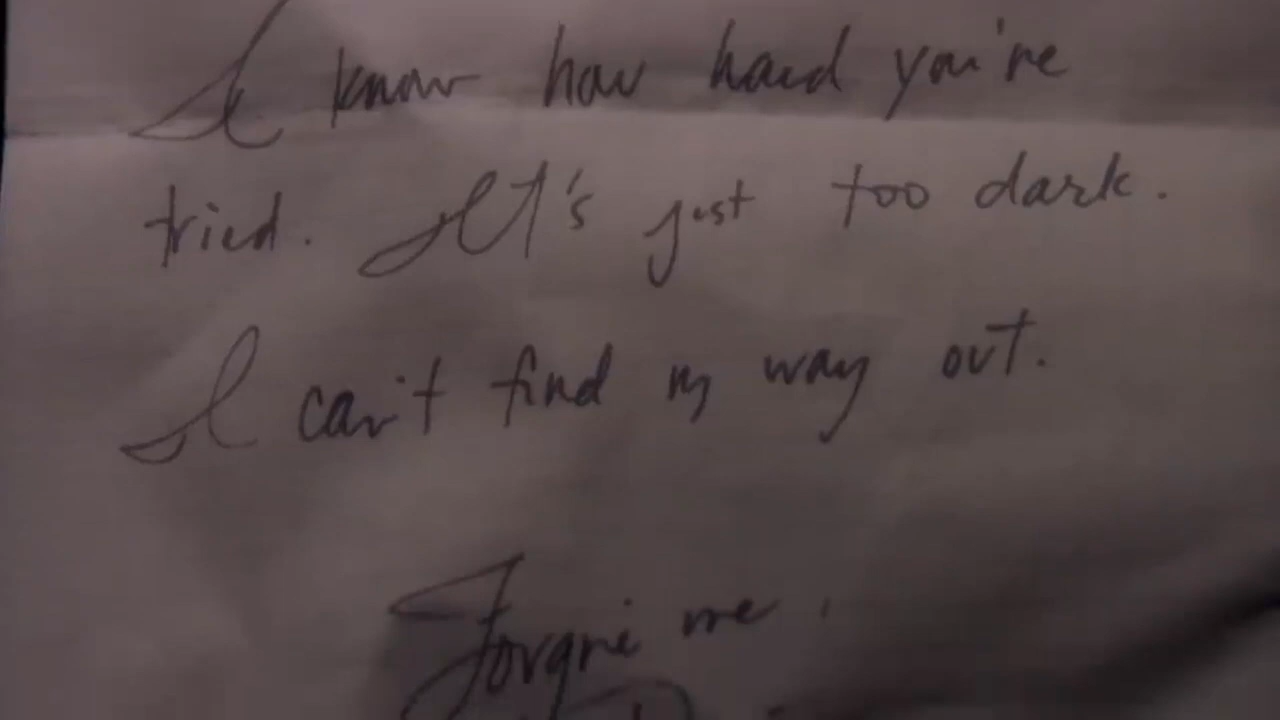 I know how hard you're
tried. It's just too dark.
I can't find my way out.
Forgive me,